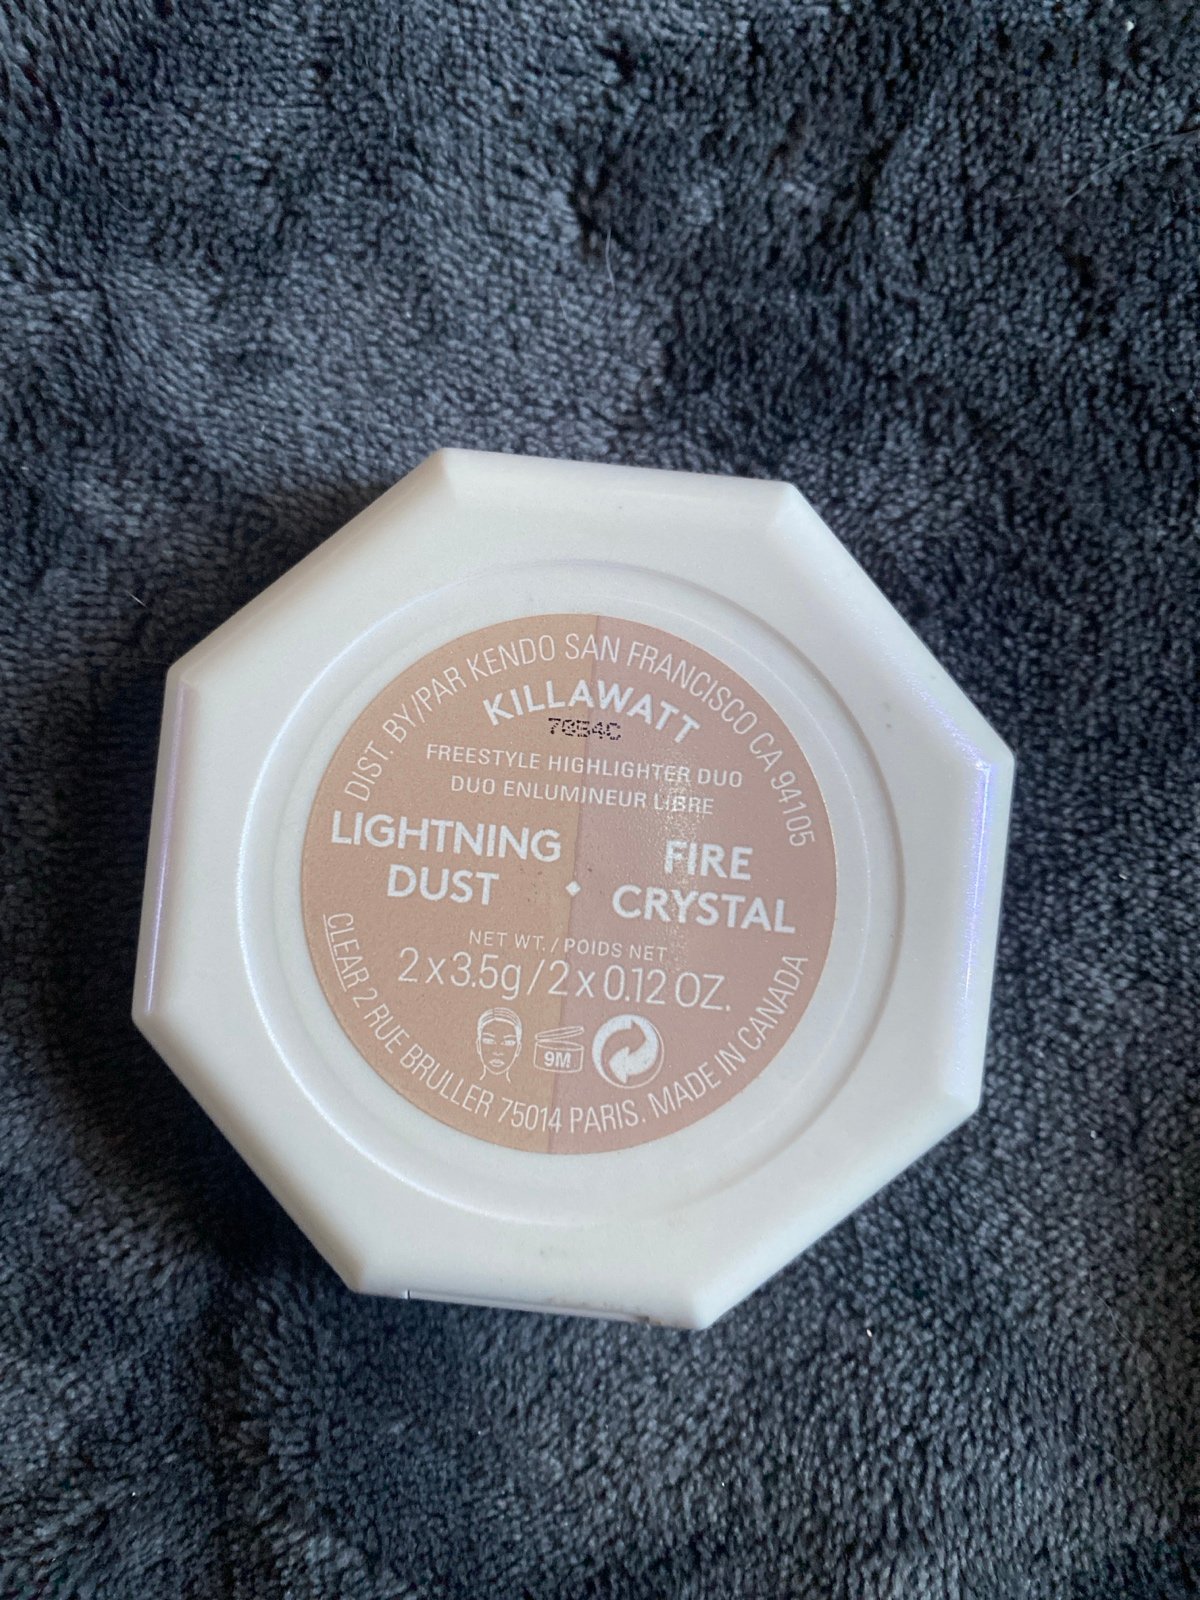 DIST. BY/PAR KENDO SAN FRANCISCO CA 94105
KILLAWATT
7054C
FREESTYLE HIGHLIGHTER DUO
DUO ENLUMINEUR LIBRE
LIGHTNING DUST
FIRE CRYSTAL
NET WT. / POIDS NET
2 x 3.5g / 2 x 0.12 OZ.
9M
CLEAR 2 RUE BRULLER 75014 PARIS. MADE IN CANADA